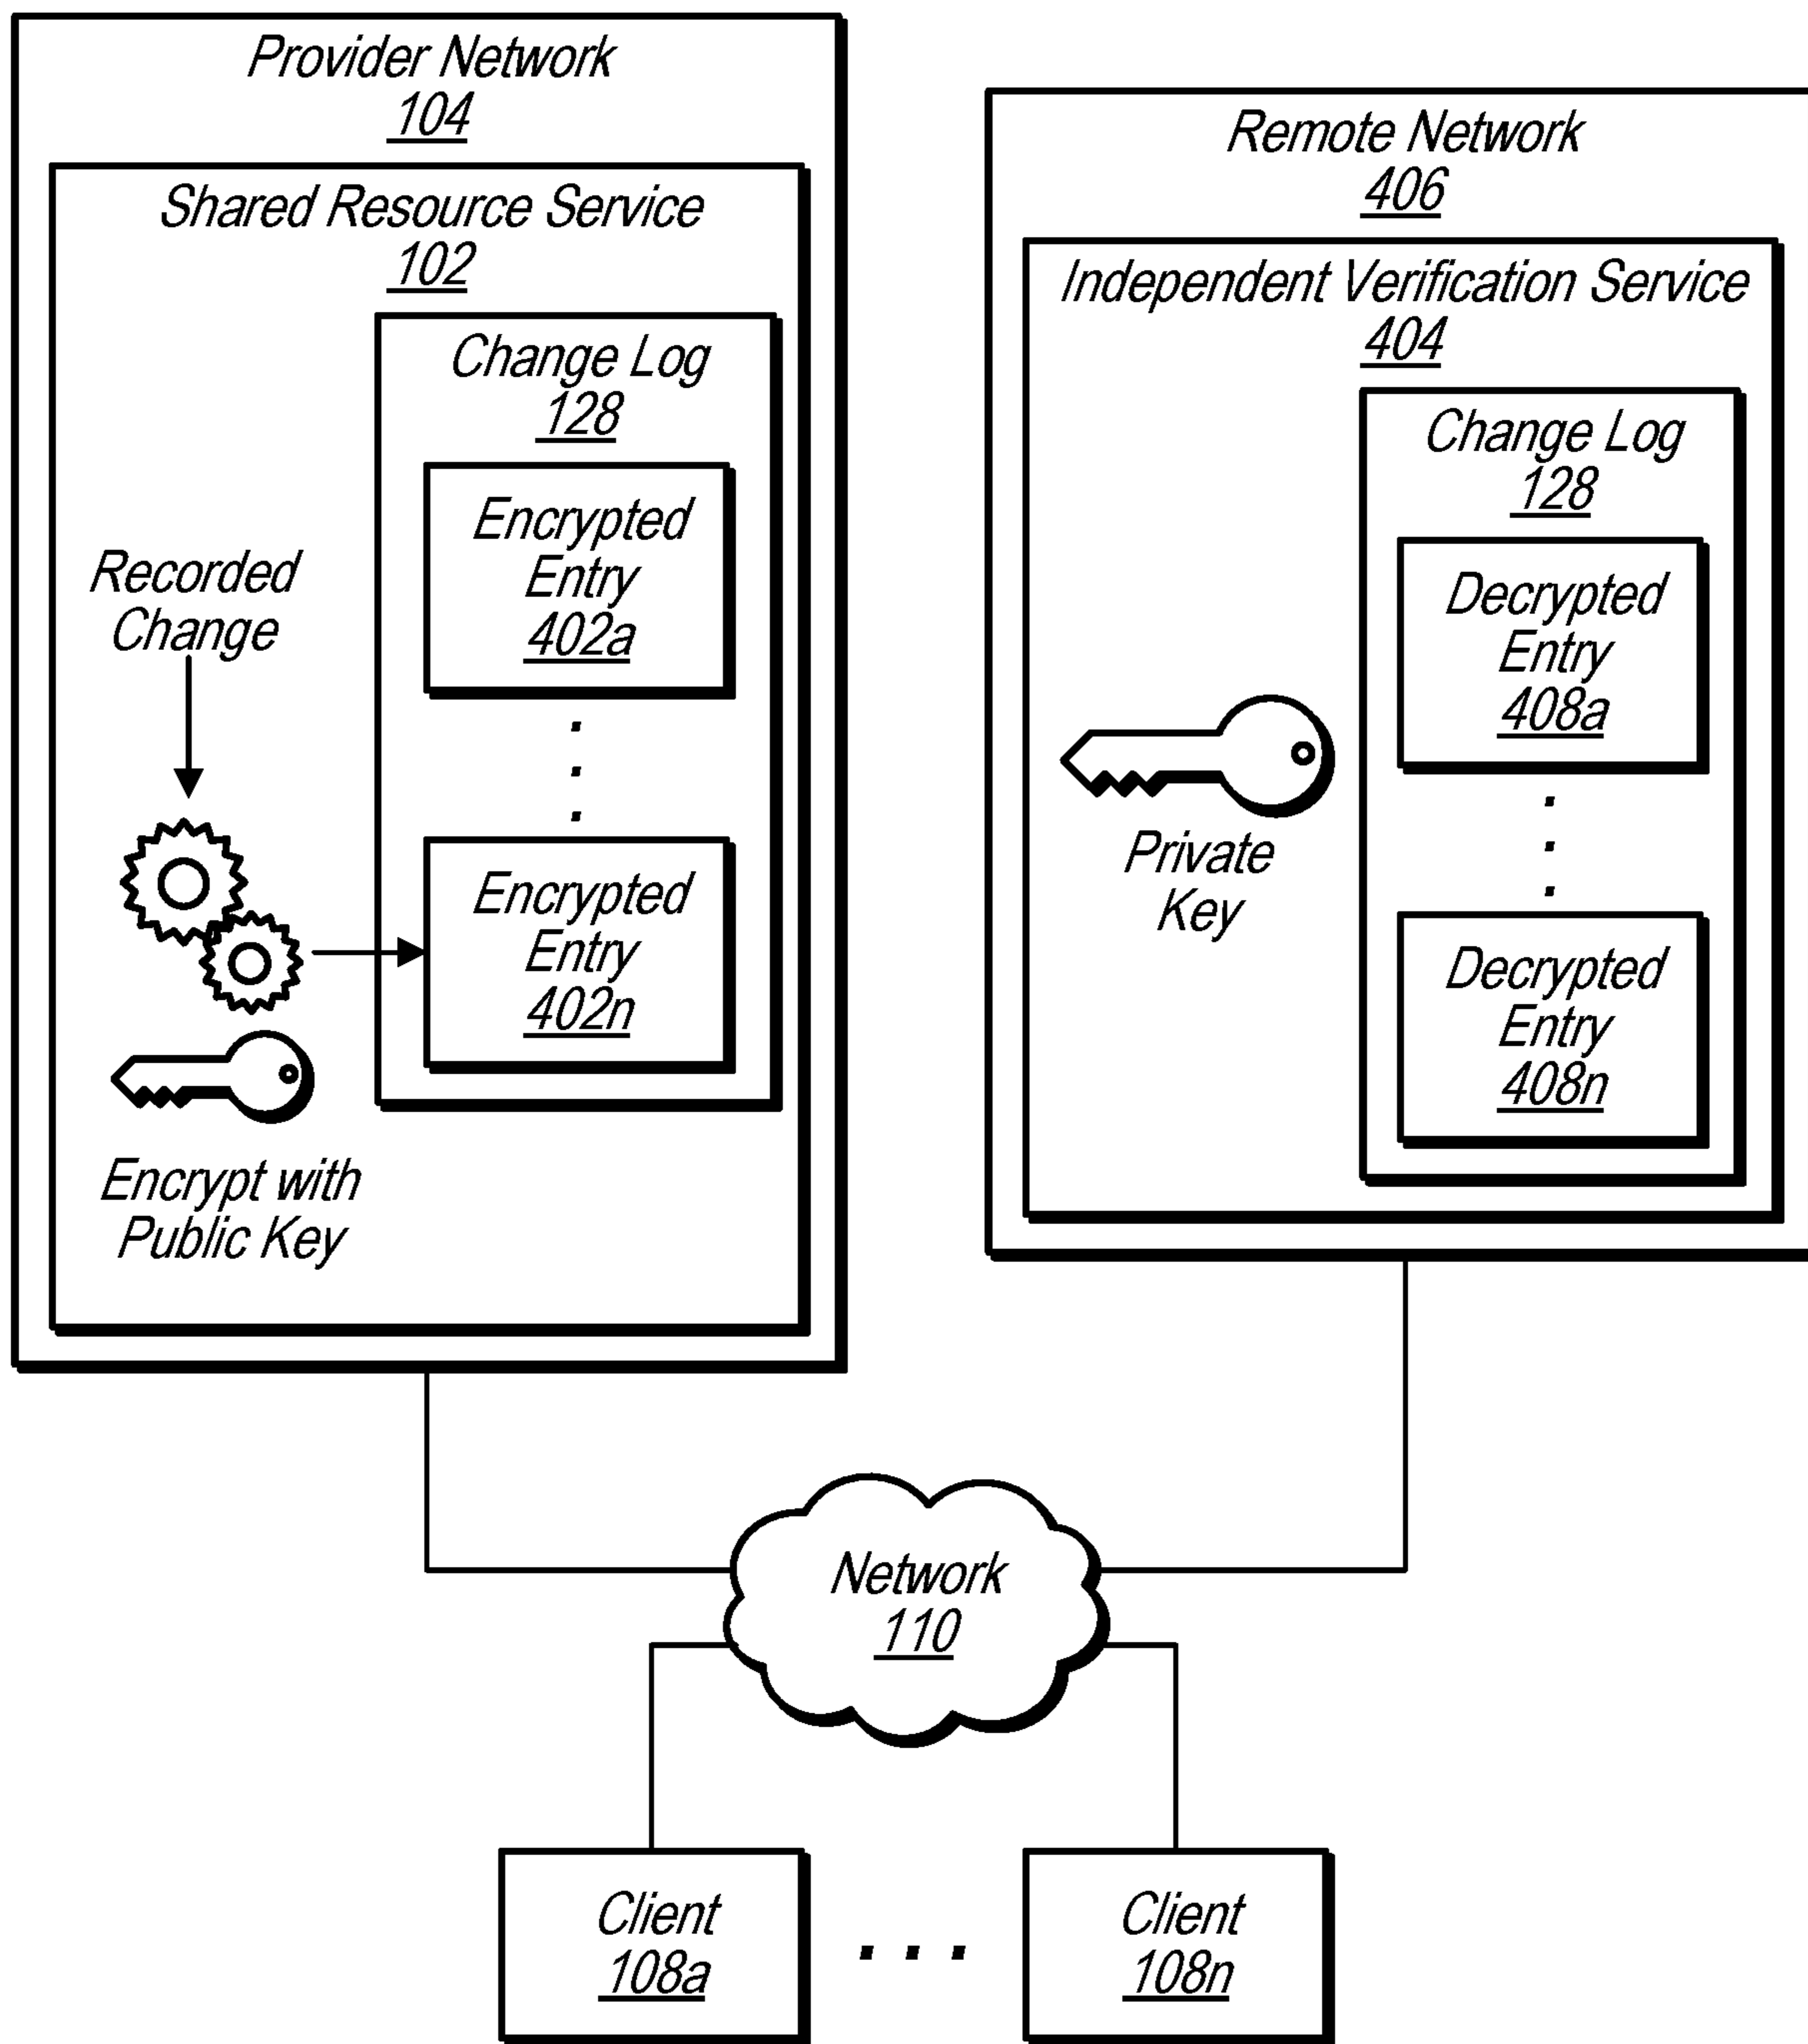 Provider Network
104
Shared Resource Service
102
Change Log
128
Encrypted
Entry
402a
Encrypted
Entry
402n
Recorded
Change
Encrypt with
Public Key
Remote Network
406
Independent Verification Service
404
Change Log
128
Decrypted
Entry
408a
Decrypted
Entry
408n
Private
Key
Network
110
Client
108a
Client
108n